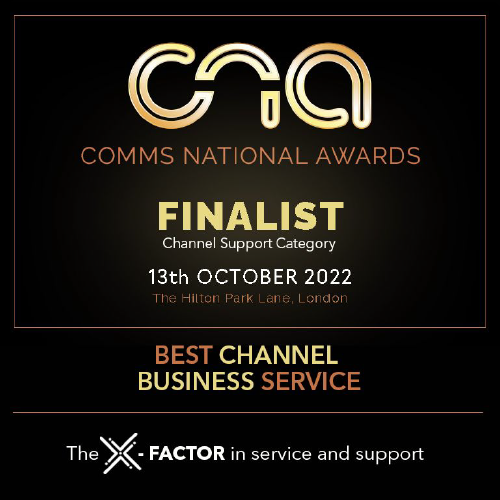 cna
COMMS NATIONAL AWARDS
FINALIST
Channel Support Category
13th OCTOBER 2022
The Hilton Park Lane, London
BEST CHANNEL
BUSINESS SERVICE
The X - FACTOR in service and support